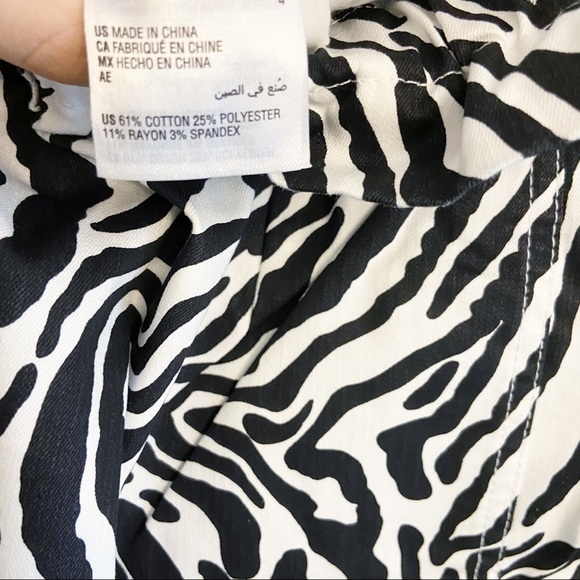 4
US MADE IN CHINA
CA FABRIQUÉ EN CHINE
MX HECHO EN CHINA
AE
صنع في الصين
US 61% COTTON 25% POLYESTER
11% RAYON 3% SPANDEX